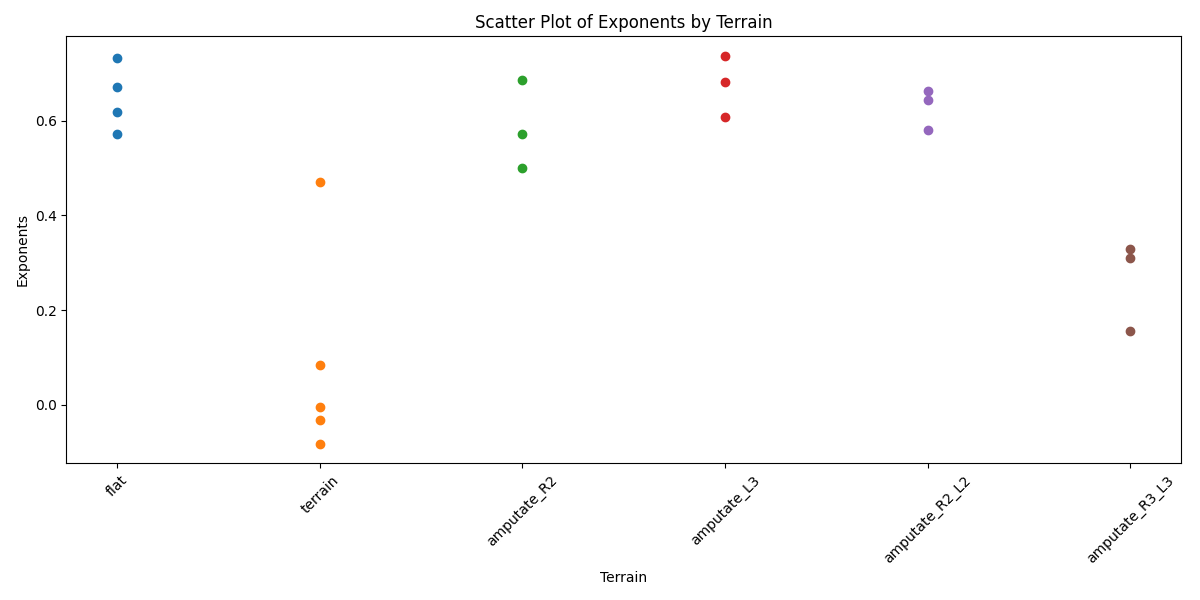 Scatter Plot of Exponents by Terrain
Exponents
0.6
0.4
0.2
0.0
flat
terrain
amputate_R2
amputate_L3
amputate_R2_L2
amputate_R3_L3
Terrain